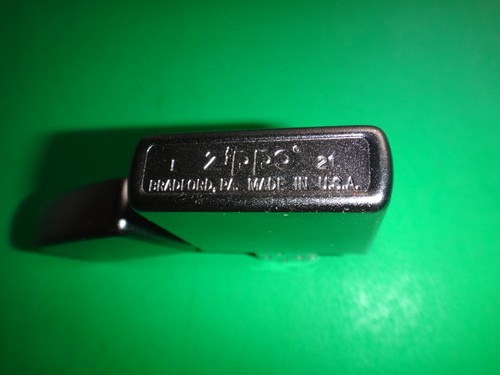 I Zippo 21
BRADFORD, PA. MADE IN U.S.A.